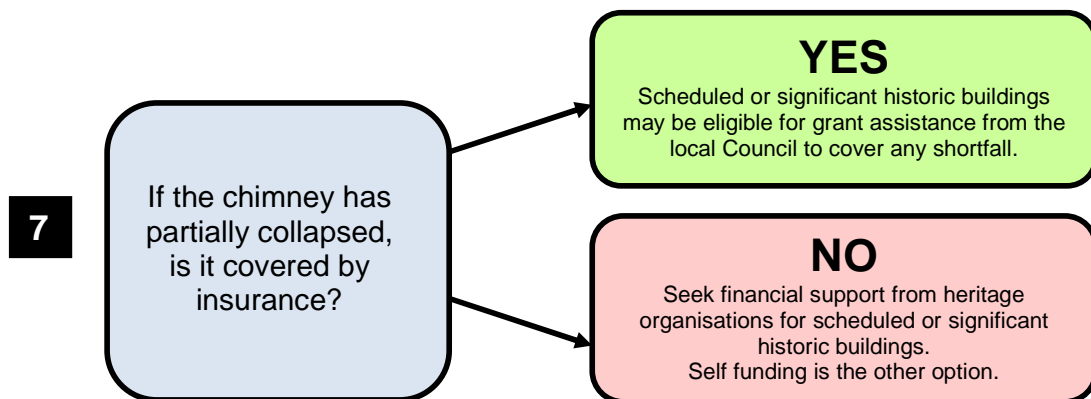 7
If the chimney has
partially collapsed,
is it covered by
insurance?
YES
Scheduled or significant historic buildings
may be eligible for grant assistance from the
local Council to cover any shortfall.
NO
Seek financial support from heritage
organisations for scheduled or significant
historic buildings.
Self funding is the other option.